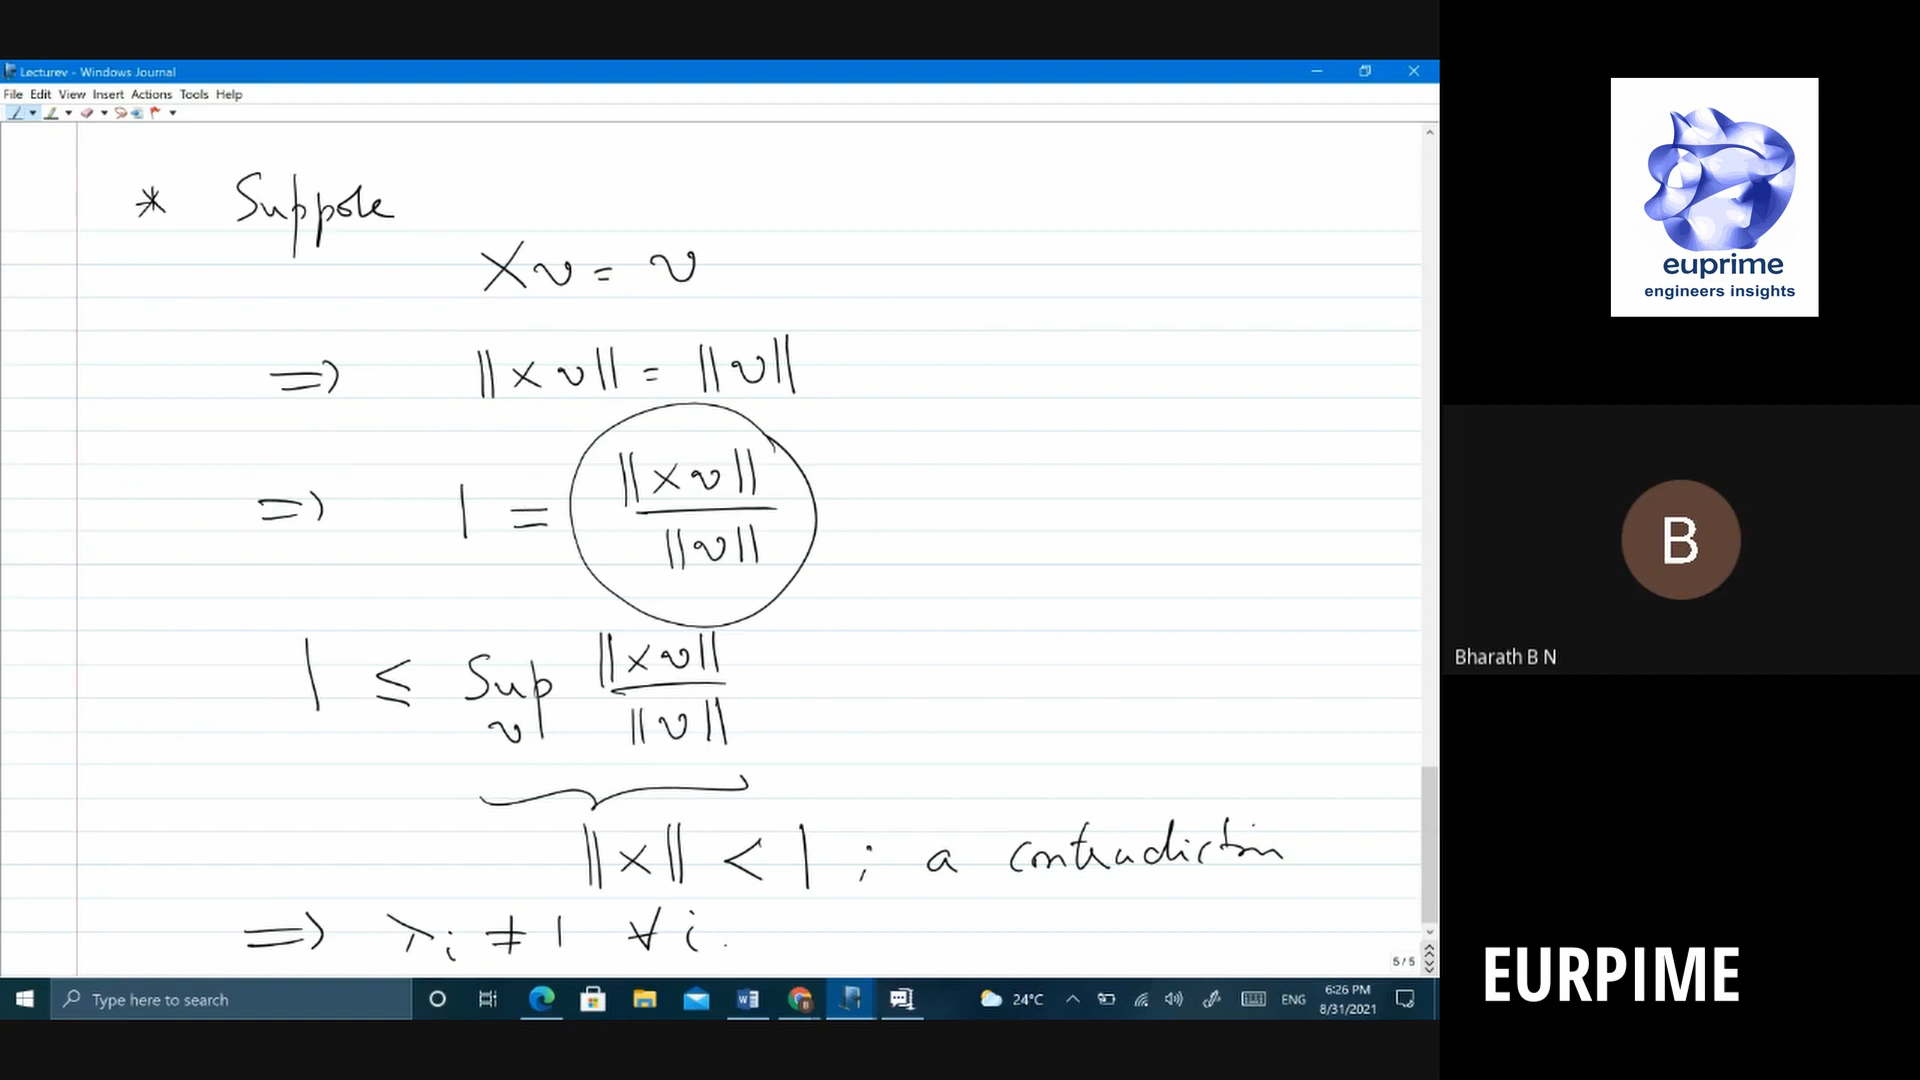 Lecturev - Windows Journal
File Edit View Insert Actions Tools Help
* Suppose
Xv = v
=> ||Xv|| = ||v||
=> 1 = ||Xv|| / ||v||
1 ≤ Sup_v ||Xv|| / ||v||
||X|| < 1 ; a contradiction
=> λi ≠ 1 ∀ i.
5 / 5
Type here to search
24°C
ENG
6:26 PM
8/31/2021
euprime
engineers insights
B
Bharath B N
EURPIME